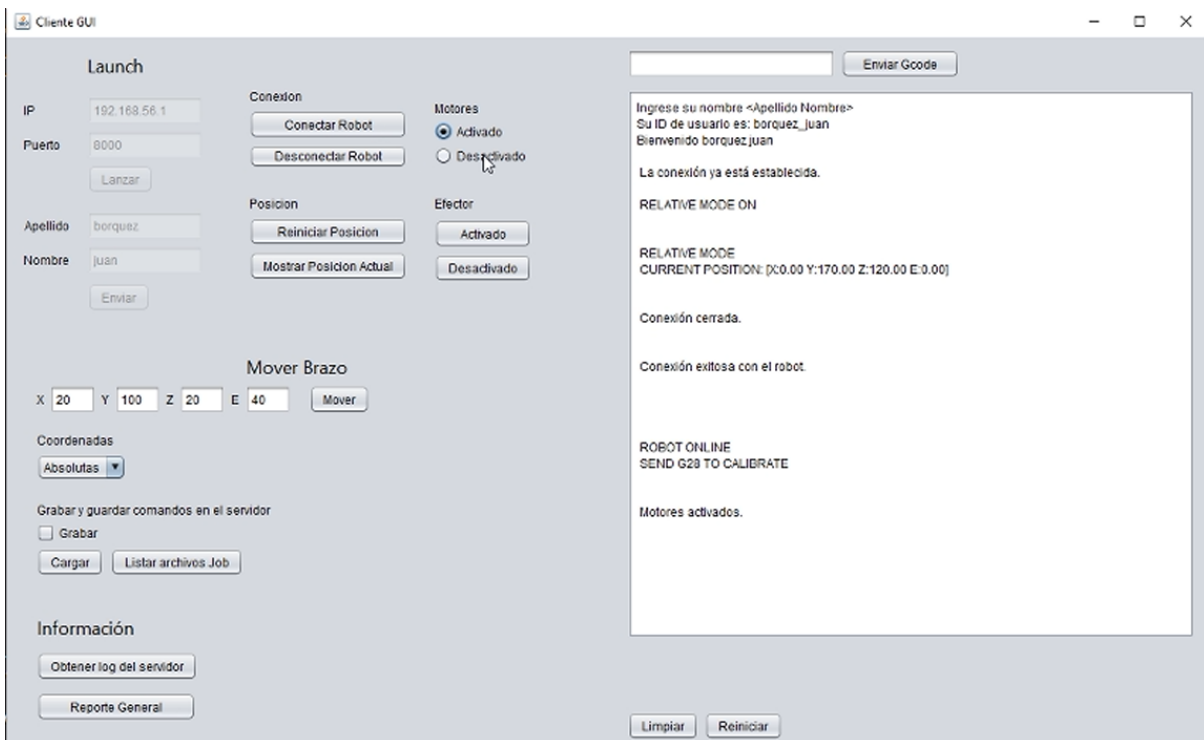 Cliente GUI
Launch
IP 192.168.56.1
Puerto 8000
Lanzar
Apellido borquez
Nombre juan
Enviar
Conexion
Conectar Robot
Desconectar Robot
Motores
Activado
Desactivado
Posicion
Reiniciar Posicion
Mostrar Posicion Actual
Efector
Activado
Desactivado
Mover Brazo
X 20 Y 100 Z 20 E 40 Mover
Coordenadas
Absolutas
Grabar y guardar comandos en el servidor
Grabar
Cargar Listar archivos Job
Información
Obtener log del servidor
Reporte General
Enviar Gcode
Ingrese su nombre <Apellido Nombre>
Su ID de usuario es: borquez_juan
Bienvenido borquez juan
La conexión ya está establecida.
RELATIVE MODE ON
RELATIVE MODE
CURRENT POSITION: [X:0.00 Y:170.00 Z:120.00 E:0.00]
Conexión cerrada.
Conexión exitosa con el robot.
ROBOT ONLINE
SEND G28 TO CALIBRATE
Motores activados.
Limpiar Reiniciar